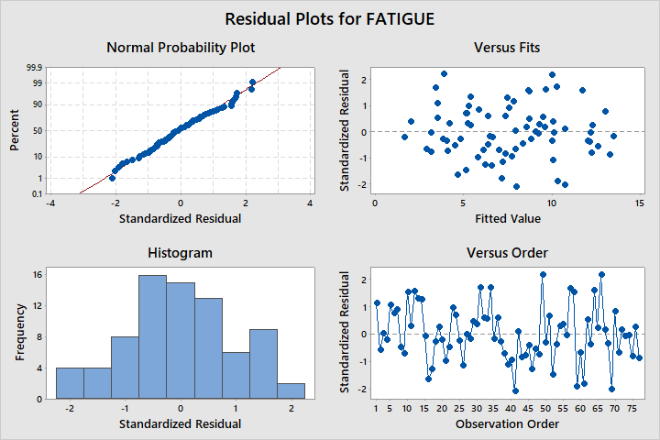 Residual Plots for FATIGUE
Normal Probability Plot
99.9
99
90
50
10
1
0.1
Percent
-4 -2 0 2 4
Standardized Residual
Versus Fits
2
1
0
-1
-2
Standardized Residual
0 5 10 15
Fitted Value
Histogram
16
12
8
4
0
Frequency
-2 -1 0 1 2
Standardized Residual
Versus Order
2
1
0
-1
-2
Standardized Residual
1 5 10 15 20 25 30 35 40 45 50 55 60 65 70 75
Observation Order